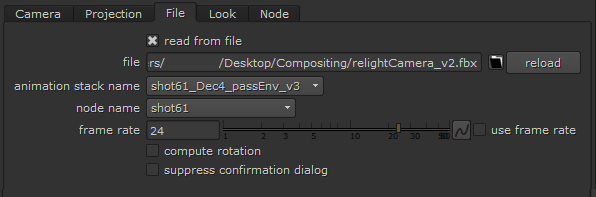 Camera Projection File Look Node
read from file
file rs/ /Desktop/Compositing/relightCamera_v2.fbx reload
animation stack name shot61_Dec4_passEnv_v3
node name shot61
frame rate 24 1 2 3 5 10 20 30 use frame rate
compute rotation
suppress confirmation dialog